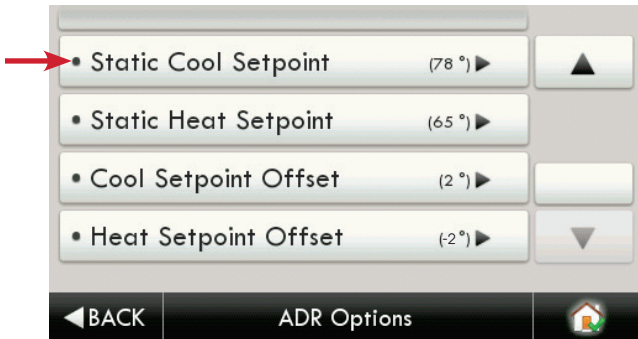 • Static Cool Setpoint (78 °) ▶
• Static Heat Setpoint (65 °) ▶
• Cool Setpoint Offset (2 °) ▶
• Heat Setpoint Offset (-2 °) ▶
◀ BACK ADR Options